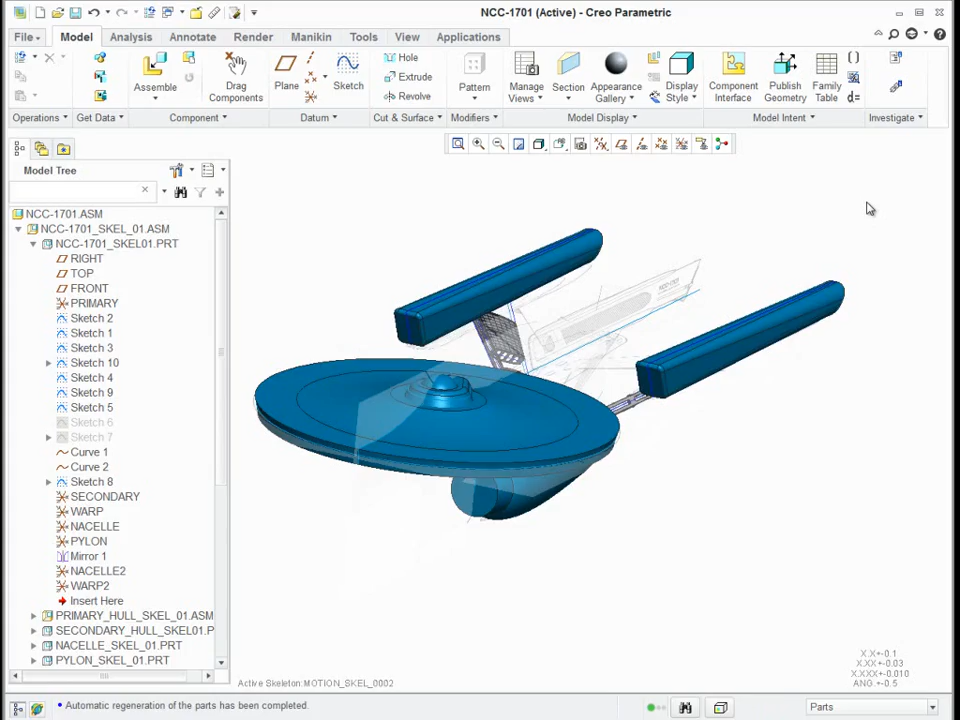 NCC-1701 (Active) - Creo Parametric
File Model Analysis Annotate Render Manikin Tools View Applications
Assemble
Drag Components
Plane
Sketch
Hole
Extrude
Revolve
Pattern
Manage Views
Section
Appearance Gallery
Display Style
Component Interface
Publish Geometry
Family Table
d=
Operations Get Data Component Datum Cut & Surface Modifiers Model Display Model Intent Investigate
Model Tree
NCC-1701.ASM
NCC-1701_SKEL_01.ASM
NCC-1701_SKEL01.PRT
RIGHT
TOP
FRONT
PRIMARY
Sketch 2
Sketch 1
Sketch 3
Sketch 10
Sketch 4
Sketch 9
Sketch 5
Sketch 6
Sketch 7
Curve 1
Curve 2
Sketch 8
SECONDARY
WARP
NACELLE
PYLON
Mirror 1
NACELLE2
WARP2
Insert Here
PRIMARY_HULL_SKEL_01.ASM
SECONDARY_HULL_SKEL01.P
NACELLE_SKEL_01.PRT
PYLON_SKEL_01.PRT
X.X+-0.1
X.XX+-0.03
X.XXX+-0.010
ANG.+-0.5
Active Skeleton:MOTION_SKEL_0002
Automatic regeneration of the parts has been completed.
Parts